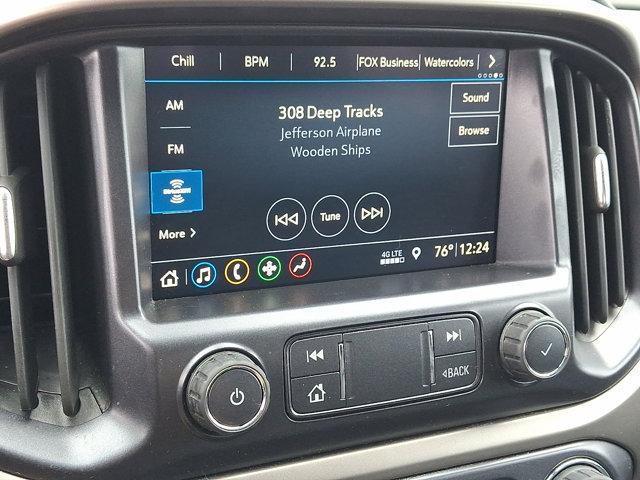 Chill BPM 92.5 FOX Business Watercolors
AM
Sound
308 Deep Tracks
Jefferson Airplane
Browse
FM
Wooden Ships
SiriusXM
Tune
More
4G LTE
76° 12:24
BACK